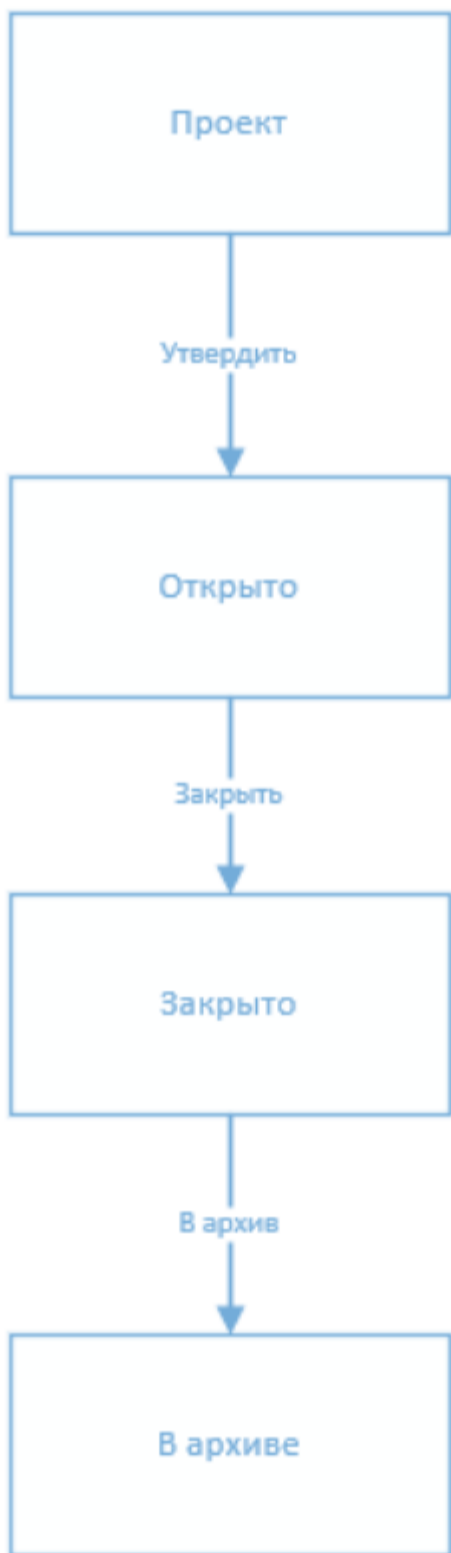 Проект
Утвердить
Открыто
Закрыть
Закрыто
В архив
В архиве